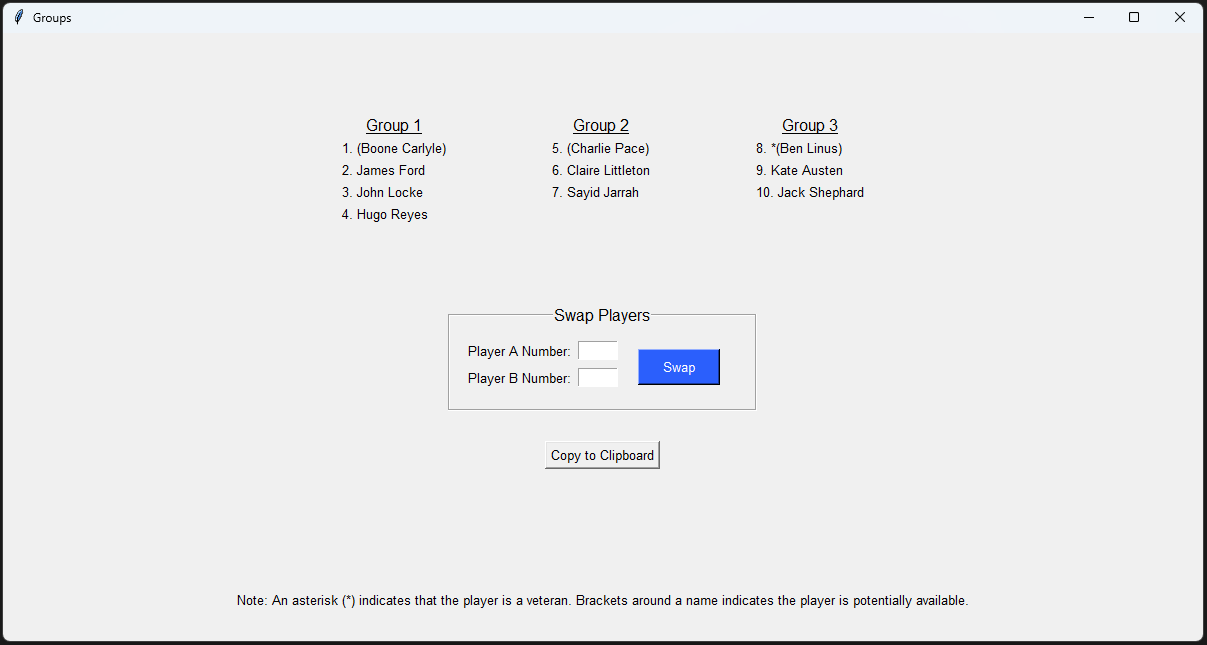 Groups
Group 1
1. (Boone Carlyle)
2. James Ford
3. John Locke
4. Hugo Reyes
Group 2
5. (Charlie Pace)
6. Claire Littleton
7. Sayid Jarrah
Group 3
8. *(Ben Linus)
9. Kate Austen
10. Jack Shephard
Swap Players
Player A Number:
Player B Number:
Swap
Copy to Clipboard
Note: An asterisk (*) indicates that the player is a veteran. Brackets around a name indicates the player is potentially available.